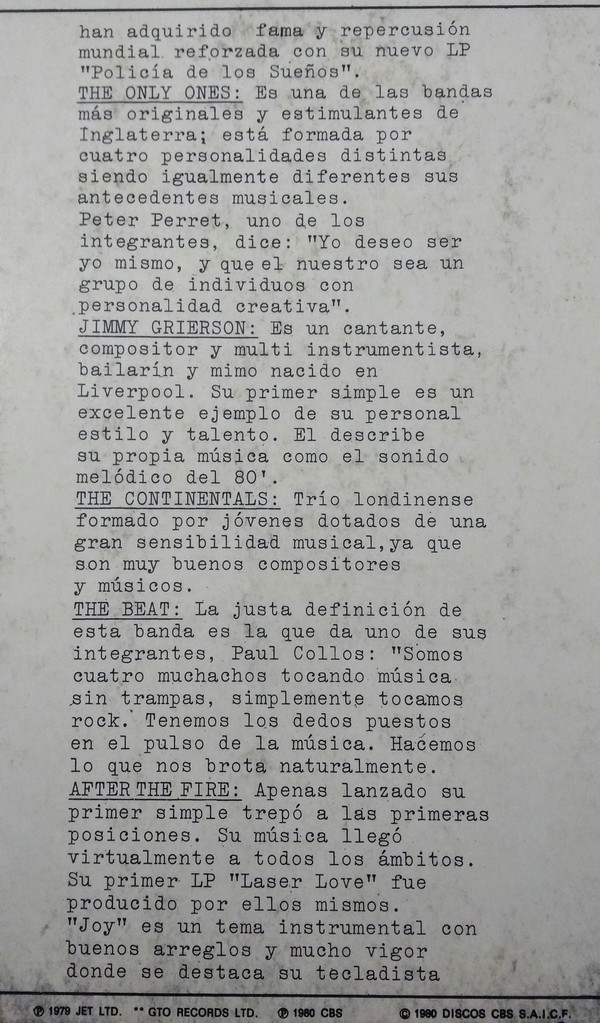 han adquirido fama y repercusión
mundial reforzada con su nuevo LP
"Policía de los Sueños".
THE ONLY ONES: Es una de las bandas
más originales y estimulantes de
Inglaterra; está formada por
cuatro personalidades distintas
siendo igualmente diferentes sus
antecedentes musicales.
Peter Perret, uno de los
integrantes, dice: "Yo deseo ser
yo mismo, y que el nuestro sea un
grupo de individuos con
personalidad creativa".
JIMMY GRIERSON: Es un cantante,
compositor y multi instrumentista,
bailarín y mimo nacido en
Liverpool. Su primer simple es un
excelente ejemplo de su personal
estilo y talento. El describe
su propia música como el sonido
melódico del 80'.
THE CONTINENTALS: Trío londinense
formado por jóvenes dotados de una
gran sensibilidad musical,ya que
son muy buenos compositores
y músicos.
THE BEAT: La justa definición de
esta banda es la que da uno de sus
integrantes, Paul Collos: "Somos
cuatro muchachos tocando música
sin trampas, simplemente tocamos
rock. Tenemos los dedos puestos
en el pulso de la música. Hacemos
lo que nos brota naturalmente.
AFTER THE FIRE: Apenas lanzado su
primer simple trepó a las primeras
posiciones. Su música llegó
virtualmente a todos los ámbitos.
Su primer LP "Laser Love" fue
producido por ellos mismos.
"Joy" es un tema instrumental con
buenos arreglos y mucho vigor
donde se destaca su tecladista
℗ 1979 JET LTD. ** GTO RECORDS LTD. ℗ 1980 CBS © 1980 DISCOS CBS S.A.I.C.F.